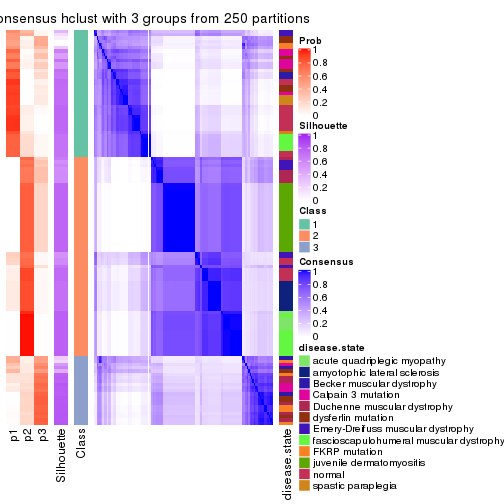 onsensus hclust with 3 groups from 250 partitions
Prob
1
0.8
0.6
0.4
0.2
0
Silhouette
1
0.8
0.6
0.4
0.2
0
Class
1
2
3
Consensus
1
0.8
0.6
0.4
0.2
0
disease.state
acute quadriplegic myopathy
amyotophic lateral sclerosis
Becker muscular dystrophy
Calpain 3 mutation
Duchenne muscular dystrophy
dysferlin mutation
Emery-Dreifuss muscular dystrophy
fascioscapulohumeral muscular dystrophy
FKRP mutation
juvenile dermatomyositis
normal
spastic paraplegia
p1
p2
p3
Silhouette
Class
disease.state